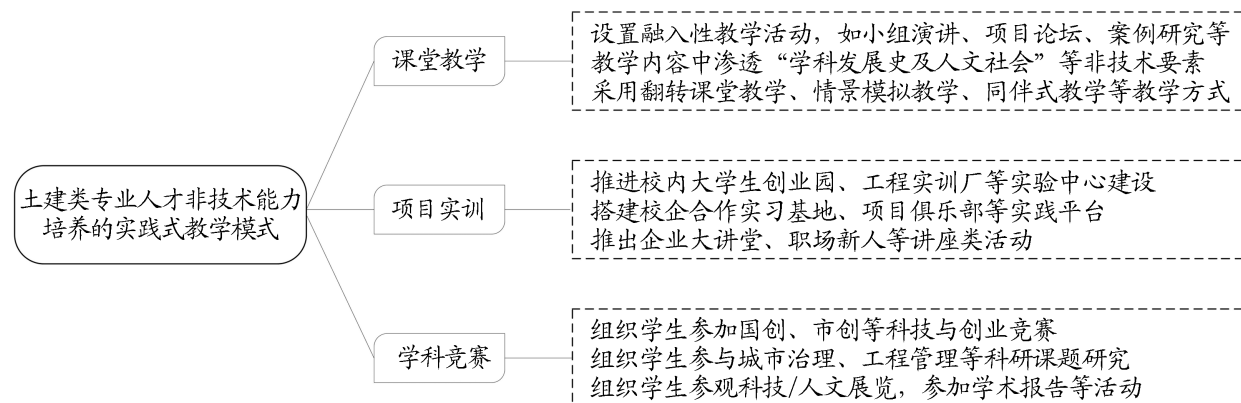 土建类专业人才非技术能力
培养的实践式教学模式
课堂教学
设置融入性教学活动，如小组演讲、项目论坛、案例研究等
教学内容中渗透“学科发展史及人文社会”等非技术要素
采用翻转课堂教学、情景模拟教学、同伴式教学等教学方式
项目实训
推进校内大学生创业园、工程实训厂等实验中心建设
搭建校企合作实习基地、项目俱乐部等实践平台
推出企业大讲堂、职场新人等讲座类活动
学科竞赛
组织学生参加国创、市创等科技与创业竞赛
组织学生参与城市治理、工程管理等科研课题研究
组织学生参观科技/人文展览，参加学术报告等活动